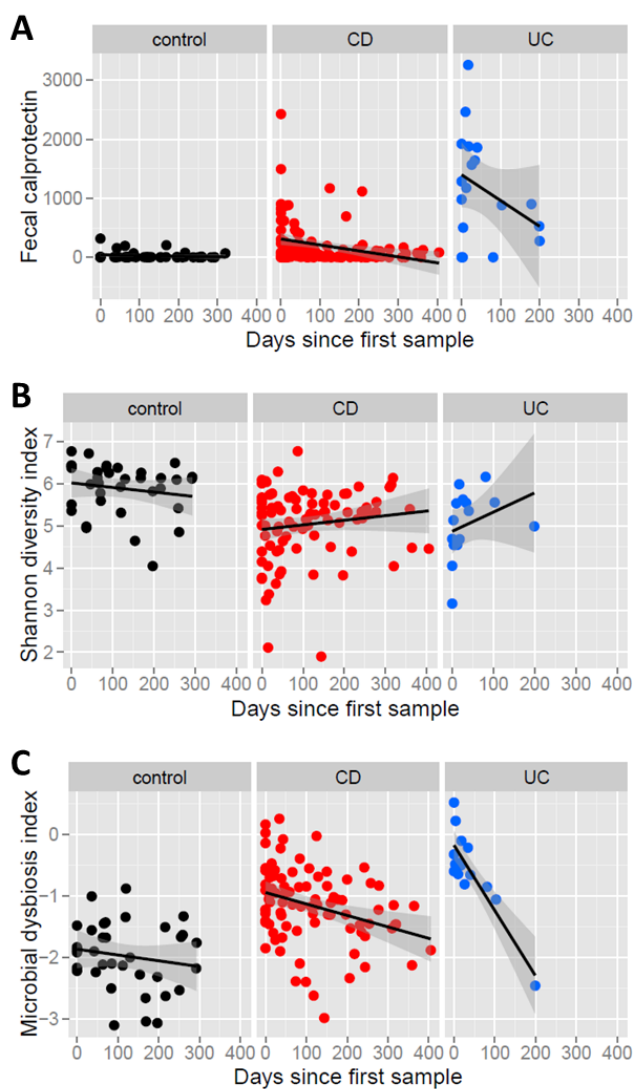 A
control CD UC
Fecal calprotectin
3000
2000
1000
0
0 100 200 300 400 0 100 200 300 400 0 100 200 300 400
Days since first sample
B
control CD UC
Shannon diversity index
7
6
5
4
3
2
0 100 200 300 400 0 100 200 300 400 0 100 200 300 400
Days since first sample
C
control CD UC
Microbial dysbiosis index
0
-1
-2
-3
0 100 200 300 400 0 100 200 300 400 0 100 200 300 400
Days since first sample